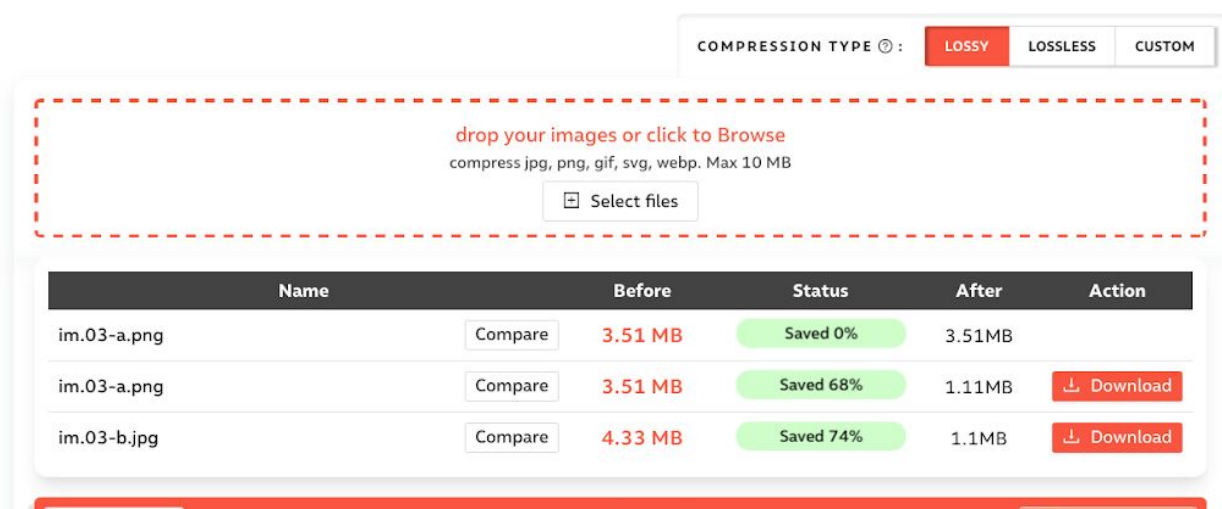 COMPRESSION TYPE ? : LOSSY LOSSLESS CUSTOM
drop your images or click to Browse
compress jpg, png, gif, svg, webp. Max 10 MB
Select files
Name Before Status After Action
im.03-a.png Compare 3.51 MB Saved 0% 3.51MB
im.03-a.png Compare 3.51 MB Saved 68% 1.11MB Download
im.03-b.jpg Compare 4.33 MB Saved 74% 1.1MB Download